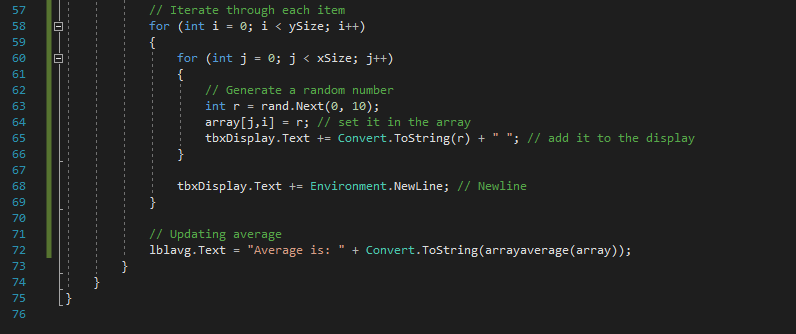 57 // Iterate through each item
58 for (int i = 0; i < ySize; i++)
59 {
60 for (int j = 0; j < xSize; j++)
61 {
62 // Generate a random number
63 int r = rand.Next(0, 10);
64 array[j,i] = r; // set it in the array
65 tbxDisplay.Text += Convert.ToString(r) + " "; // add it to the display
66 }
67
68 tbxDisplay.Text += Environment.NewLine; // Newline
69 }
70
71 // Updating average
72 lblavg.Text = "Average is: " + Convert.ToString(arrayaverage(array));
73 }
74 }
75 }
76